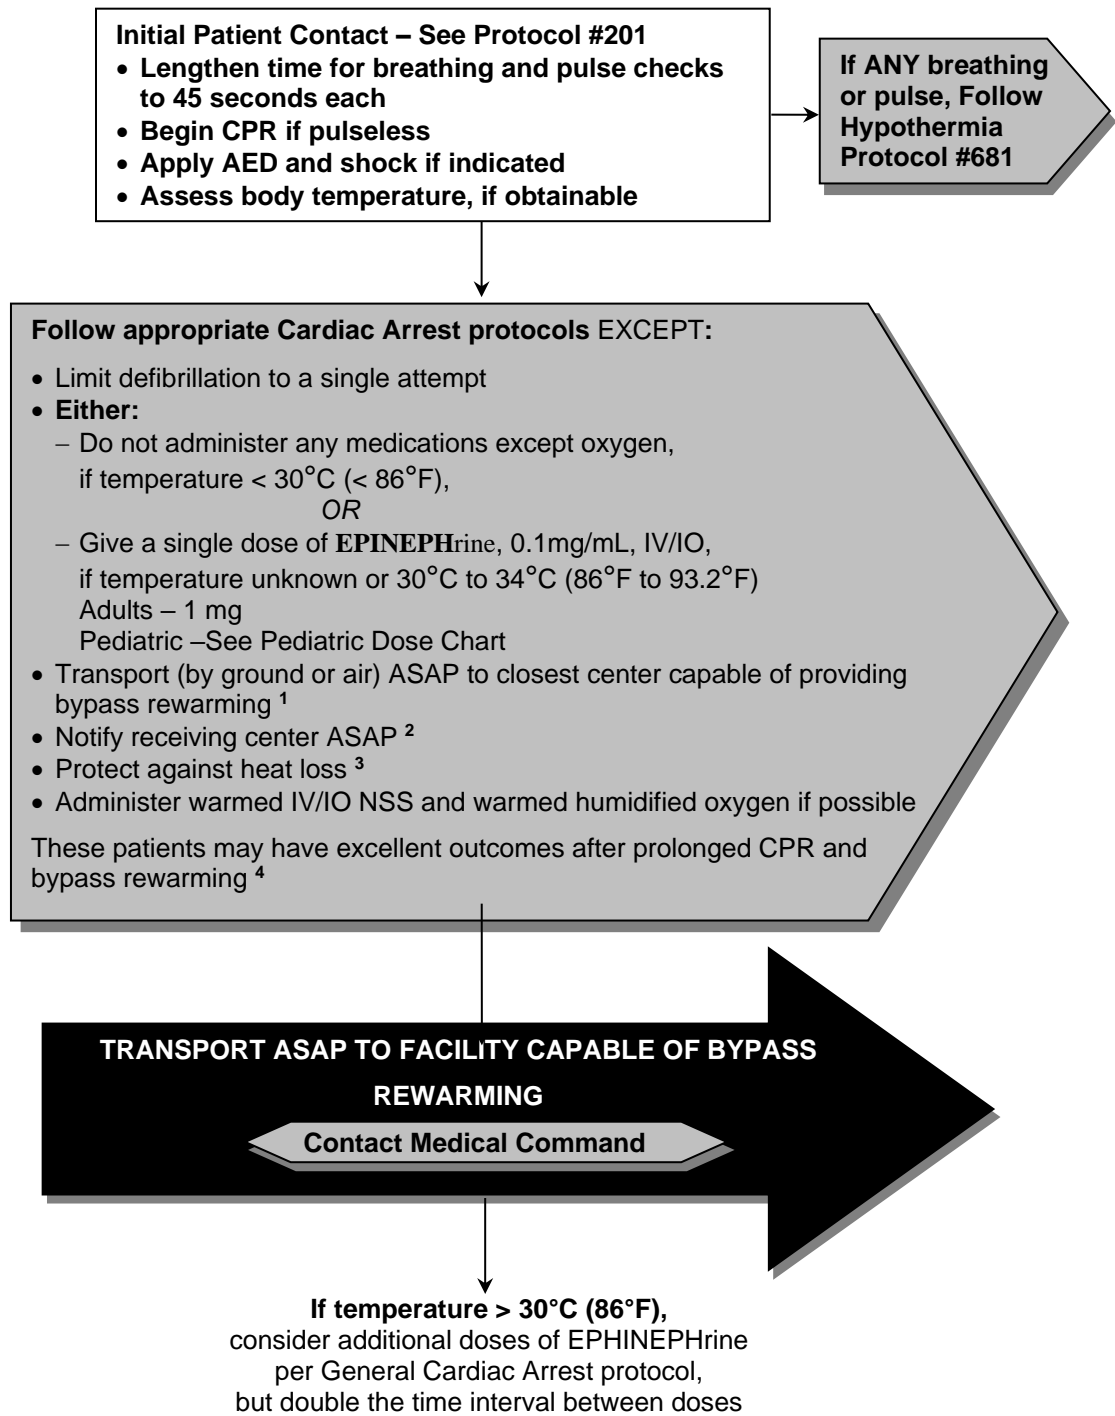 Initial Patient Contact – See Protocol #201
• Lengthen time for breathing and pulse checks
to 45 seconds each
• Begin CPR if pulseless
• Apply AED and shock if indicated
• Assess body temperature, if obtainable
If ANY breathing
or pulse, Follow
Hypothermia
Protocol #681
Follow appropriate Cardiac Arrest protocols EXCEPT:
• Limit defibrillation to a single attempt
• Either:
– Do not administer any medications except oxygen,
if temperature < 30°C (< 86°F),
OR
– Give a single dose of EPINEPHrine, 0.1mg/mL, IV/IO,
if temperature unknown or 30°C to 34°C (86°F to 93.2°F)
Adults – 1 mg
Pediatric –See Pediatric Dose Chart
• Transport (by ground or air) ASAP to closest center capable of providing
bypass rewarming 1
• Notify receiving center ASAP 2
• Protect against heat loss 3
• Administer warmed IV/IO NSS and warmed humidified oxygen if possible
These patients may have excellent outcomes after prolonged CPR and
bypass rewarming 4
TRANSPORT ASAP TO FACILITY CAPABLE OF BYPASS
REWARMING
Contact Medical Command
If temperature > 30°C (86°F),
consider additional doses of EPHINEPHrine
per General Cardiac Arrest protocol,
but double the time interval between doses